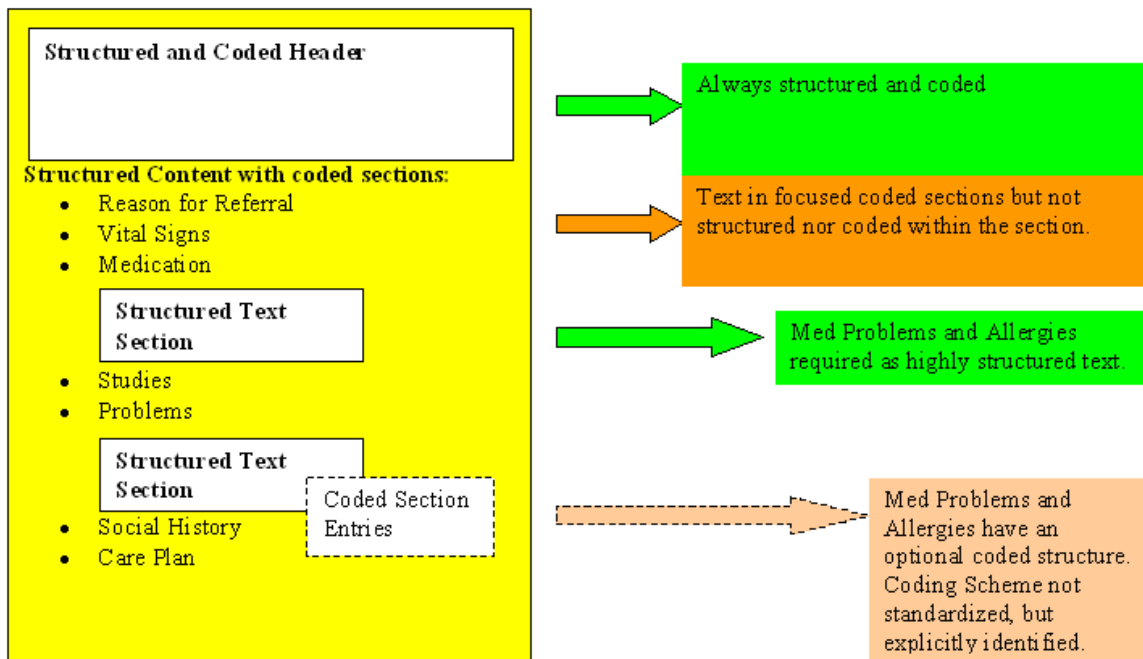 Structured and Coded Header
Structured Content with coded sections:
• Reason for Referral
• Vital Signs
• Medication
Structured Text
Section
• Studies
• Problems
Structured Text
Section
Coded Section
Entries
• Social History
• Care Plan
Always structured and coded
Text in focused coded sections but not
structured nor coded within the section.
Med Problems and Allergies
required as highly structured text.
Med Problems and
Allergies have an
optional coded structure.
Coding Scheme not
standardized, but
explicitly identified.